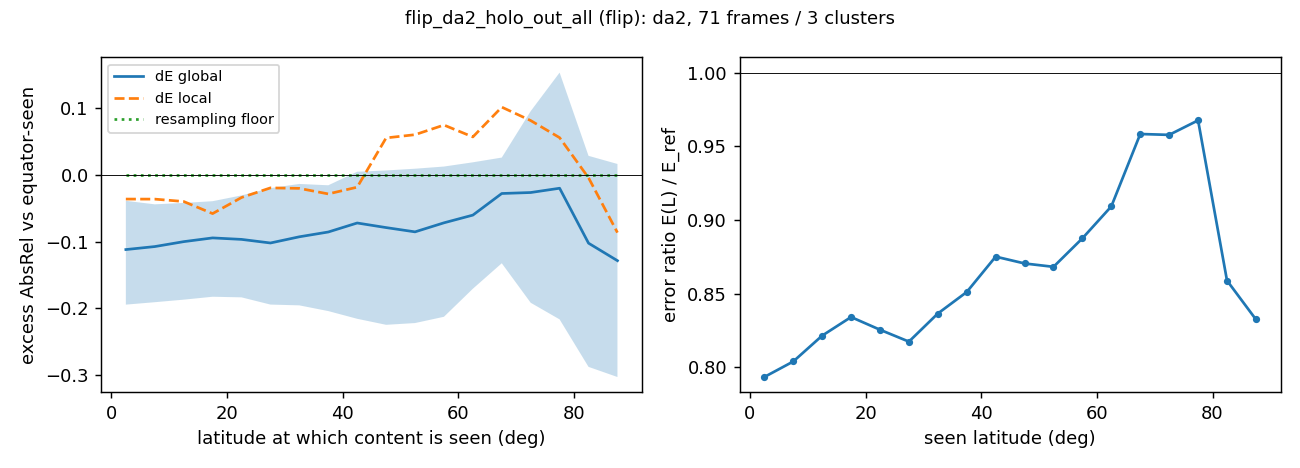 flip_da2_holo_out_all (flip): da2, 71 frames / 3 clusters
excess AbsRel vs equator-seen
0.1
0.0
−0.1
−0.2
−0.3
dE global
dE local
resampling floor
0
20
40
60
80
latitude at which content is seen (deg)
error ratio E(L) / E_ref
1.00
0.95
0.90
0.85
0.80
0
20
40
60
80
seen latitude (deg)